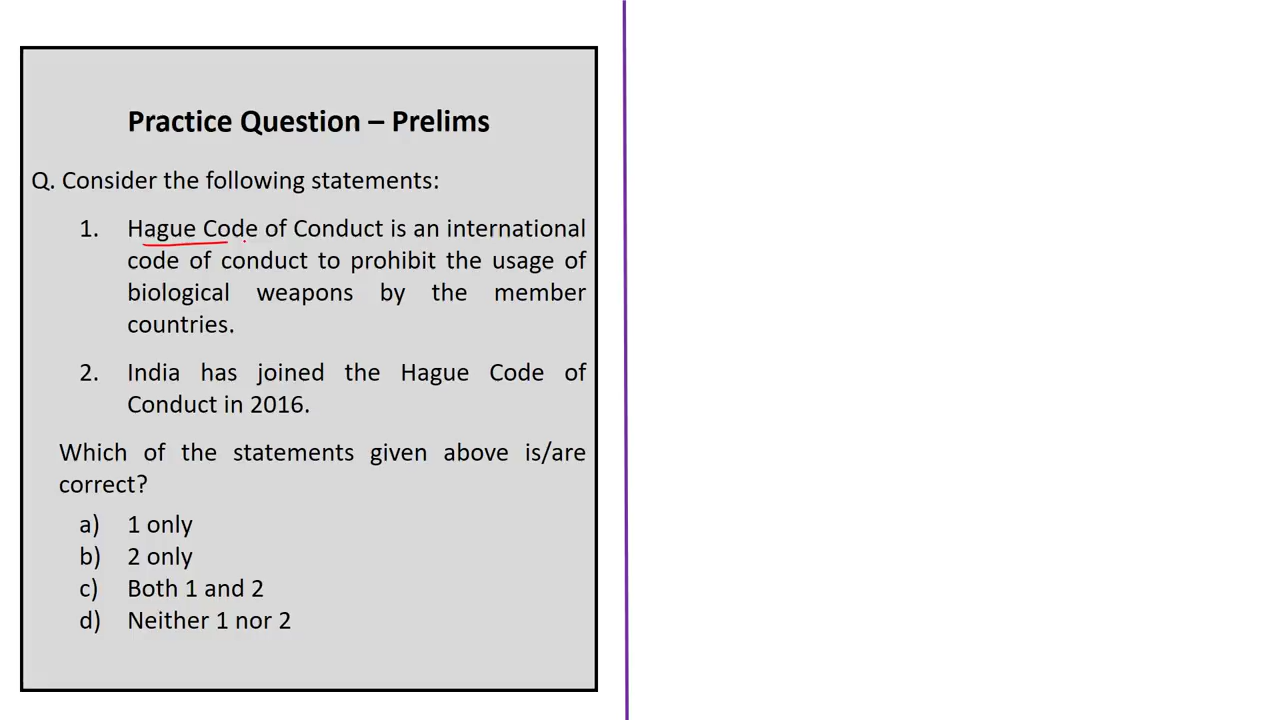 Practice Question – Prelims
Q. Consider the following statements:
1. Hague Code of Conduct is an international
code of conduct to prohibit the usage of
biological weapons by the member
countries.
2. India has joined the Hague Code of
Conduct in 2016.
Which of the statements given above is/are
correct?
a) 1 only
b) 2 only
c) Both 1 and 2
d) Neither 1 nor 2